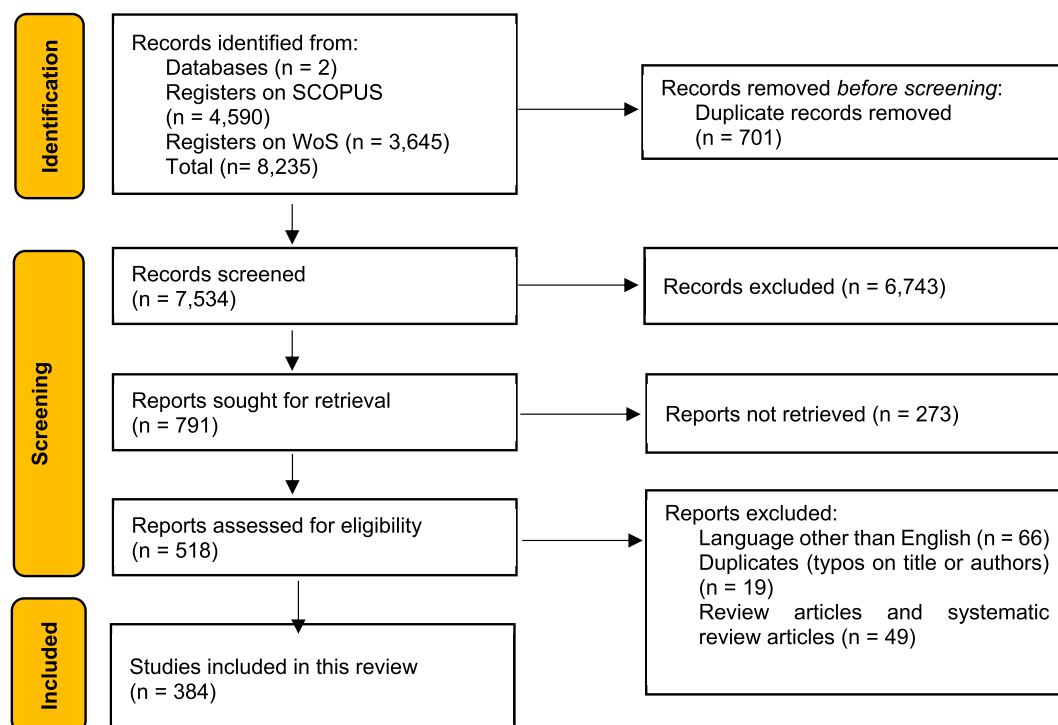 Identification
Records identified from:
Databases (n = 2)
Registers on SCOPUS
(n = 4,590)
Registers on WoS (n = 3,645)
Total (n= 8,235)
Records removed before screening:
Duplicate records removed
(n = 701)
Screening
Records screened
(n = 7,534)
Records excluded (n = 6,743)
Reports sought for retrieval
(n = 791)
Reports not retrieved (n = 273)
Reports assessed for eligibility
(n = 518)
Reports excluded:
Language other than English (n = 66)
Duplicates (typos on title or authors)
(n = 19)
Review articles and systematic
review articles (n = 49)
Included
Studies included in this review
(n = 384)